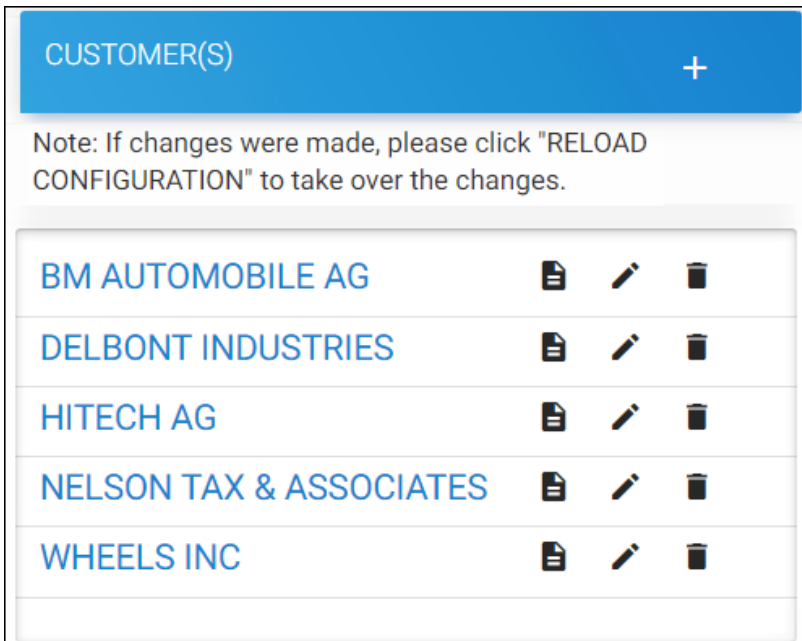 CUSTOMER(S)
+
Note: If changes were made, please click "RELOAD
CONFIGURATION" to take over the changes.
BM AUTOMOBILE AG
DELBONT INDUSTRIES
HITECH AG
NELSON TAX & ASSOCIATES
WHEELS INC